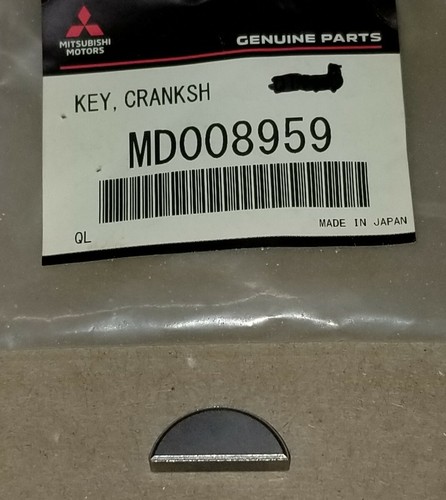 MITSUBISHI
MOTORS
GENUINE PARTS
KEY, CRANKSH
MD008959
QL
MADE IN JAPAN